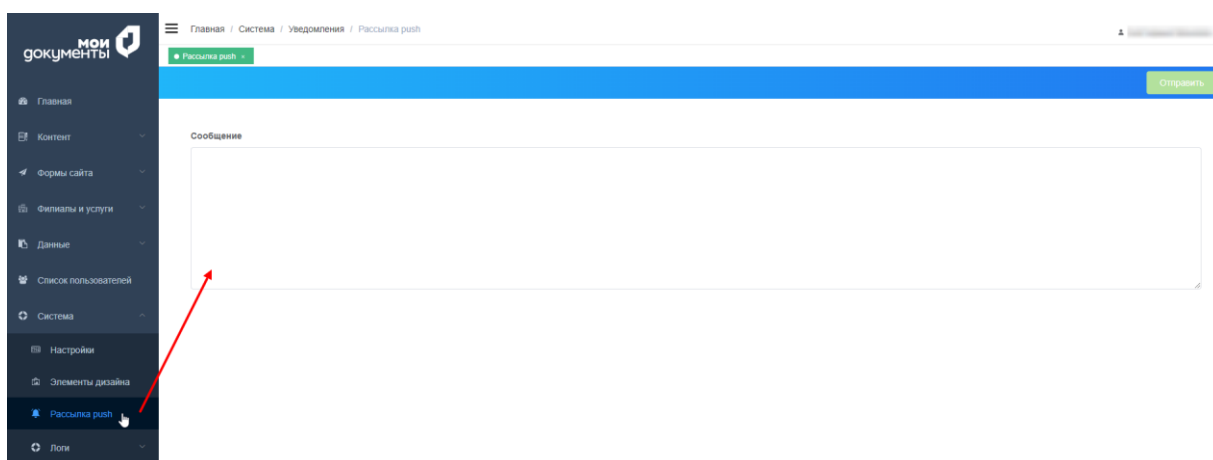 мои
документы
Главная / Система / Уведомления / Рассылка push
Рассылка push ×
Отправить
Главная
Контент
Формы сайта
Филиалы и услуги
Данные
Список пользователей
Система
Настройки
Элементы дизайна
Рассылка push
Логи
Сообщение